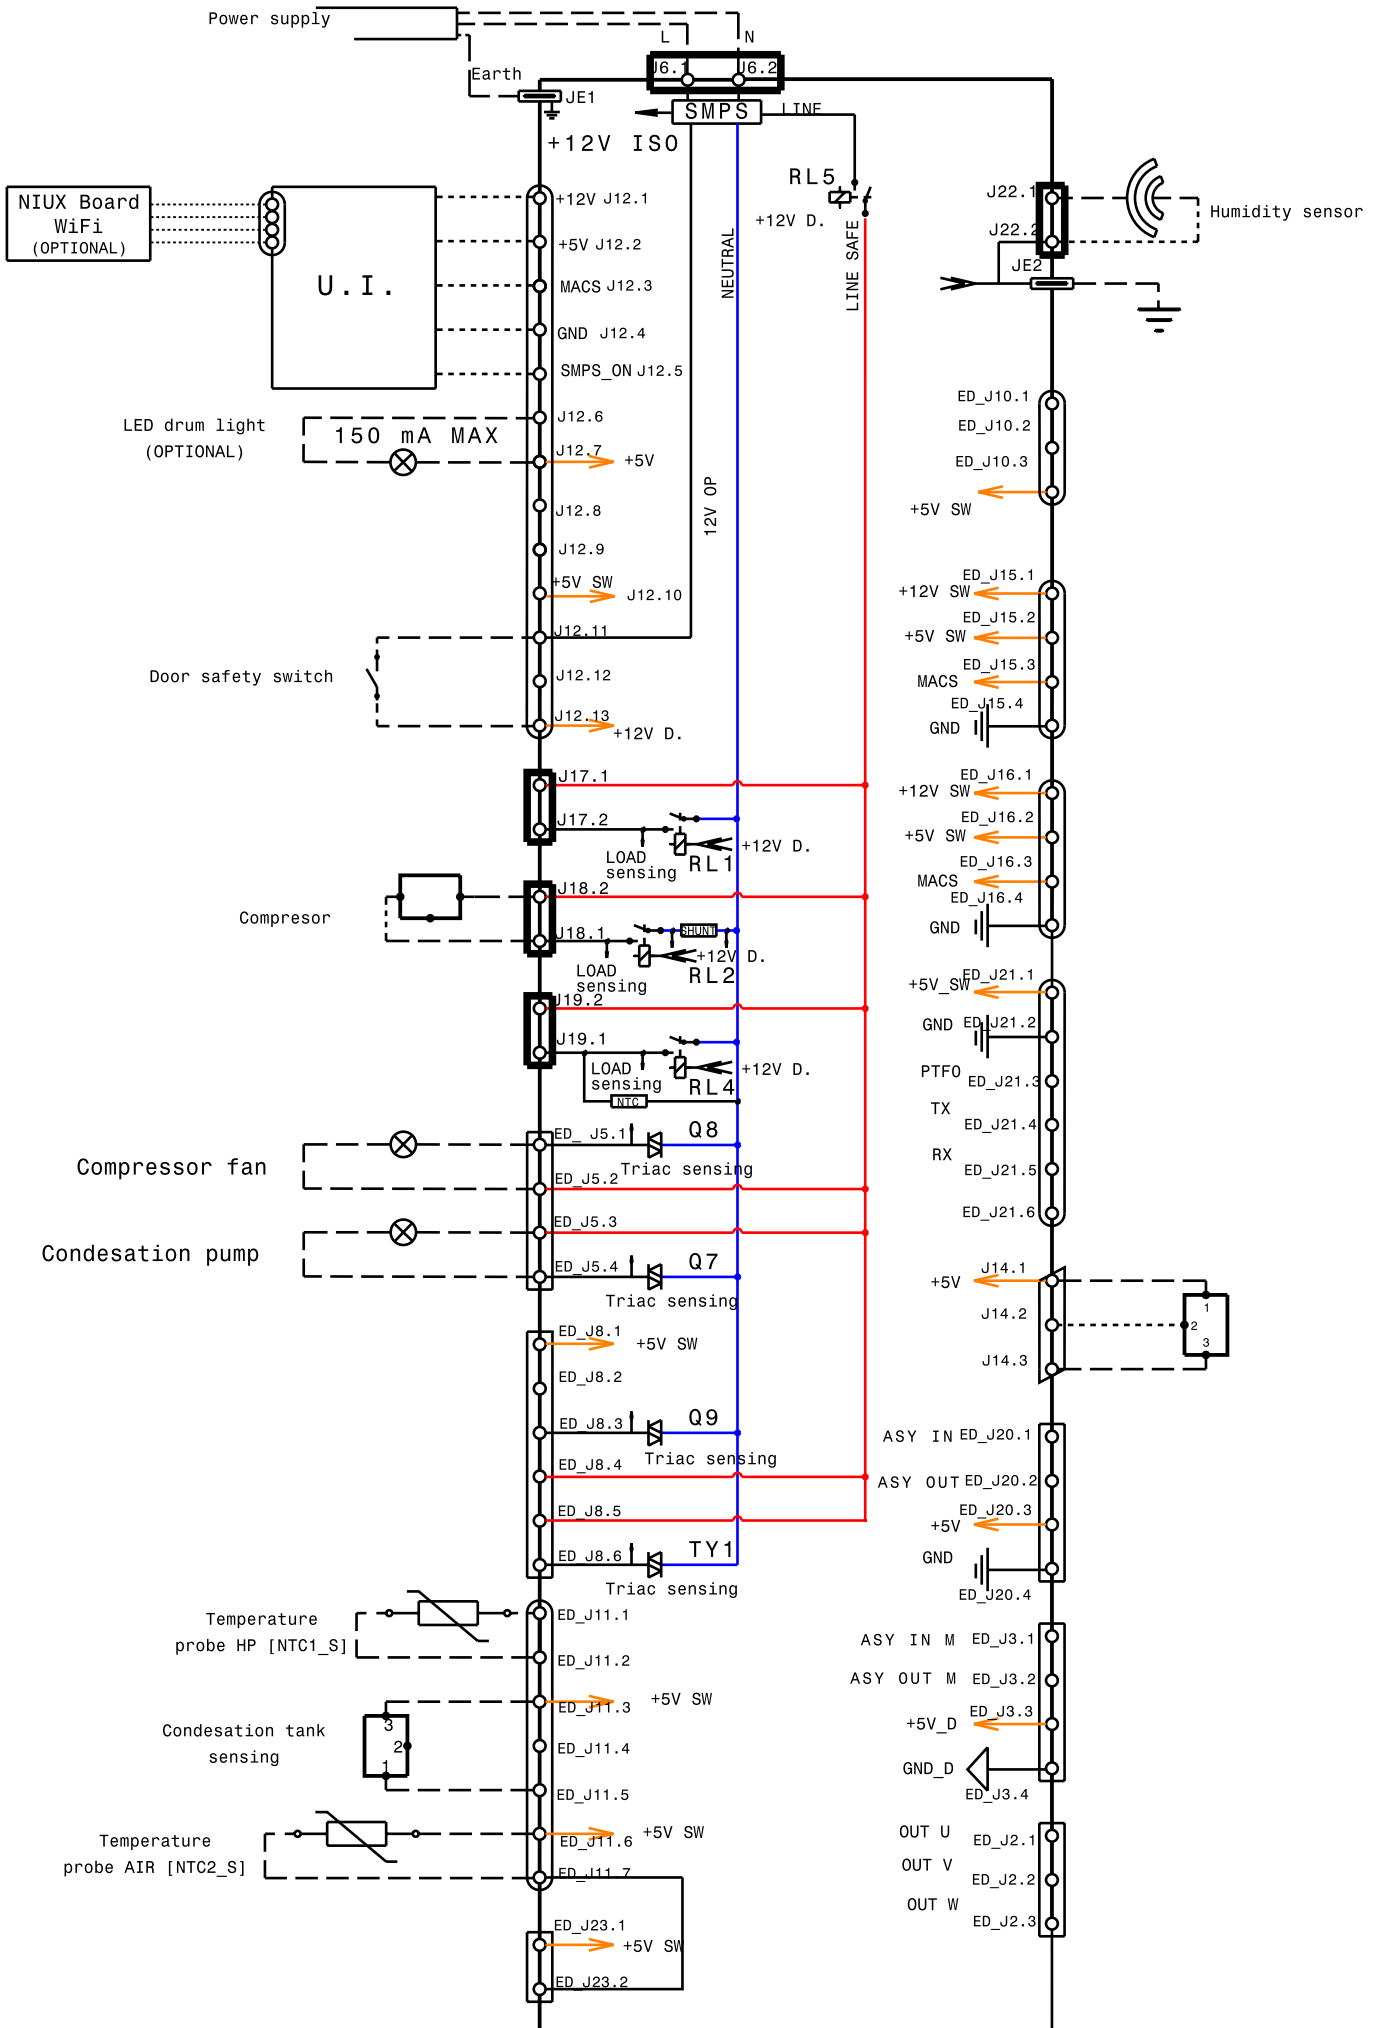 Power supply
L
N
J6.1
J6.2
Earth
JE1
SMPS
LINE
+12V ISO
RL5
+12V D.
LINE SAFE
NEUTRAL
12V OP
NIUX Board
WiFi
(OPTIONAL)
U.I.
+12V J12.1
+5V J12.2
MACS J12.3
GND J12.4
SMPS_ON J12.5
LED drum light
(OPTIONAL)
150 mA MAX
J12.6
J12.7
+5V
J12.8
J12.9
+5V SW
J12.10
J12.11
Door safety switch
J12.12
J12.13
+12V D.
J17.1
J17.2
LOAD
sensing
RL1
+12V D.
Compresor
J18.2
J18.1
SHUNT
LOAD
sensing
RL2
+12V D.
J19.2
J19.1
LOAD
sensing
RL4
+12V D.
NTC
Compressor fan
ED_ J5.1
Q8
Triac sensing
ED_J5.2
Condesation pump
ED_J5.3
ED_J5.4
Q7
Triac sensing
ED_J8.1
+5V SW
ED_J8.2
ED_J8.3
Q9
Triac sensing
ED_J8.4
ED_J8.5
ED_J8.6
TY1
Triac sensing
Temperature
probe HP [NTC1_S]
ED_J11.1
ED_J11.2
Condesation tank
sensing
3
2
1
ED_J11.3
+5V SW
ED_J11.4
ED_J11.5
Temperature
probe AIR [NTC2_S]
ED_J11.6
+5V SW
ED_J11.7
ED_J23.1
+5V SW
ED_J23.2
J22.1
J22.2
Humidity sensor
JE2
ED_J10.1
ED_J10.2
ED_J10.3
+5V SW
ED_J15.1
+12V SW
ED_J15.2
+5V SW
ED_J15.3
MACS
ED_J15.4
GND
ED_J16.1
+12V SW
ED_J16.2
+5V SW
ED_J16.3
MACS
ED_J16.4
GND
ED_J21.1
+5V_SW
GND ED_J21.2
PTFO ED_J21.3
TX
ED_J21.4
RX
ED_J21.5
ED_J21.6
J14.1
+5V
J14.2
J14.3
1
2
3
ASY IN ED_J20.1
ASY OUT ED_J20.2
ED_J20.3
+5V
GND
ED_J20.4
ASY IN M ED_J3.1
ASY OUT M ED_J3.2
ED_J3.3
+5V_D
GND_D
ED_J3.4
OUT U
ED_J2.1
OUT V
ED_J2.2
OUT W
ED_J2.3